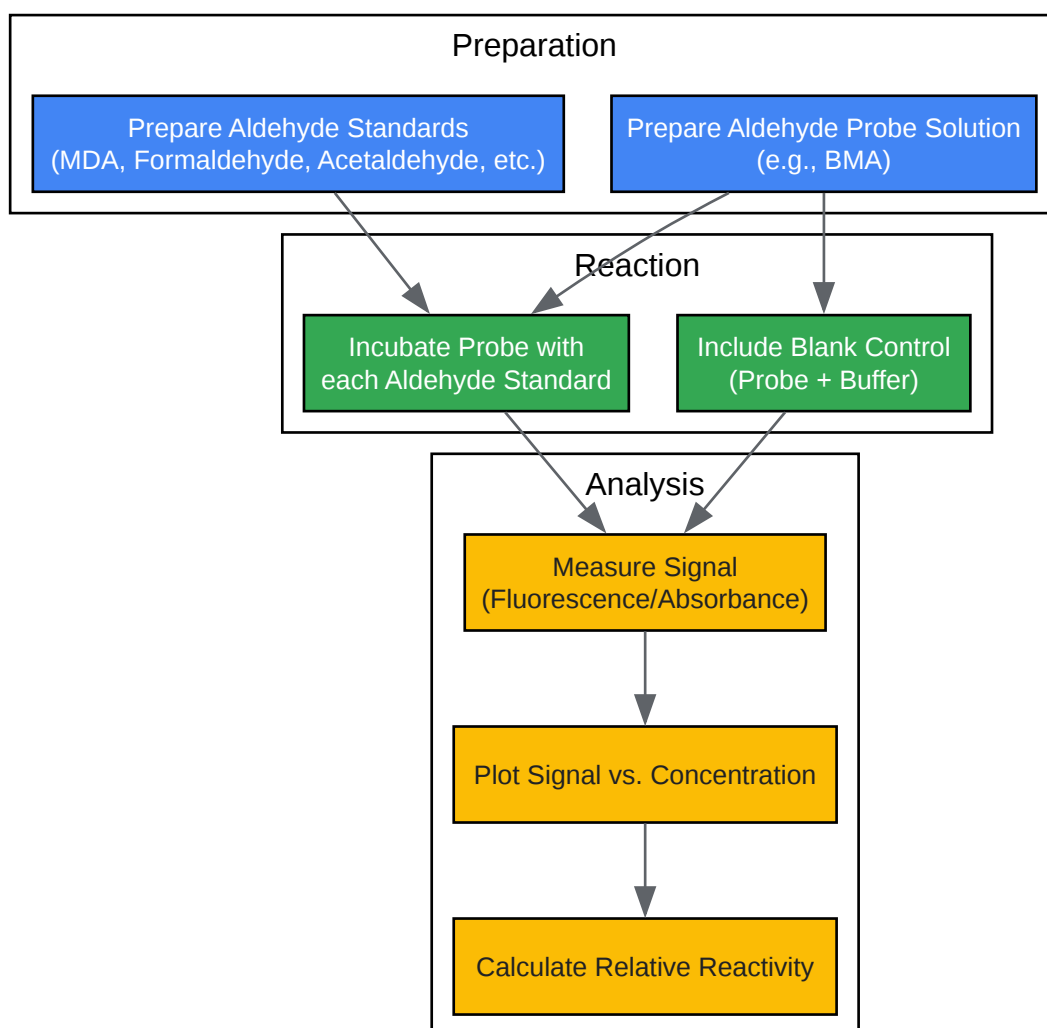 Preparation
Prepare Aldehyde Standards
(MDA, Formaldehyde, Acetaldehyde, etc.)
Prepare Aldehyde Probe Solution
(e.g., BMA)
Reaction
Incubate Probe with
each Aldehyde Standard
Include Blank Control
(Probe + Buffer)
Analysis
Measure Signal
(Fluorescence/Absorbance)
Plot Signal vs. Concentration
Calculate Relative Reactivity